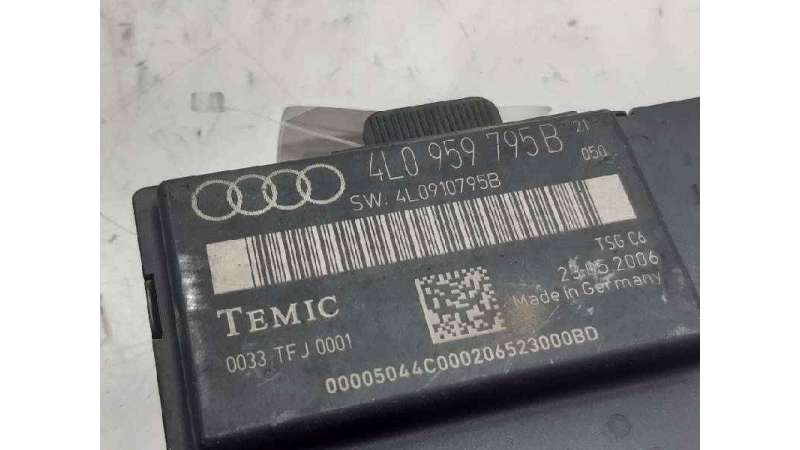 4L0 959 795B 21
050
SW. 4L0910795B
TSG C6
23.05.2006
Made in Germany
TEMIC
0033 TFJ 0001
00005044C000206523000BD